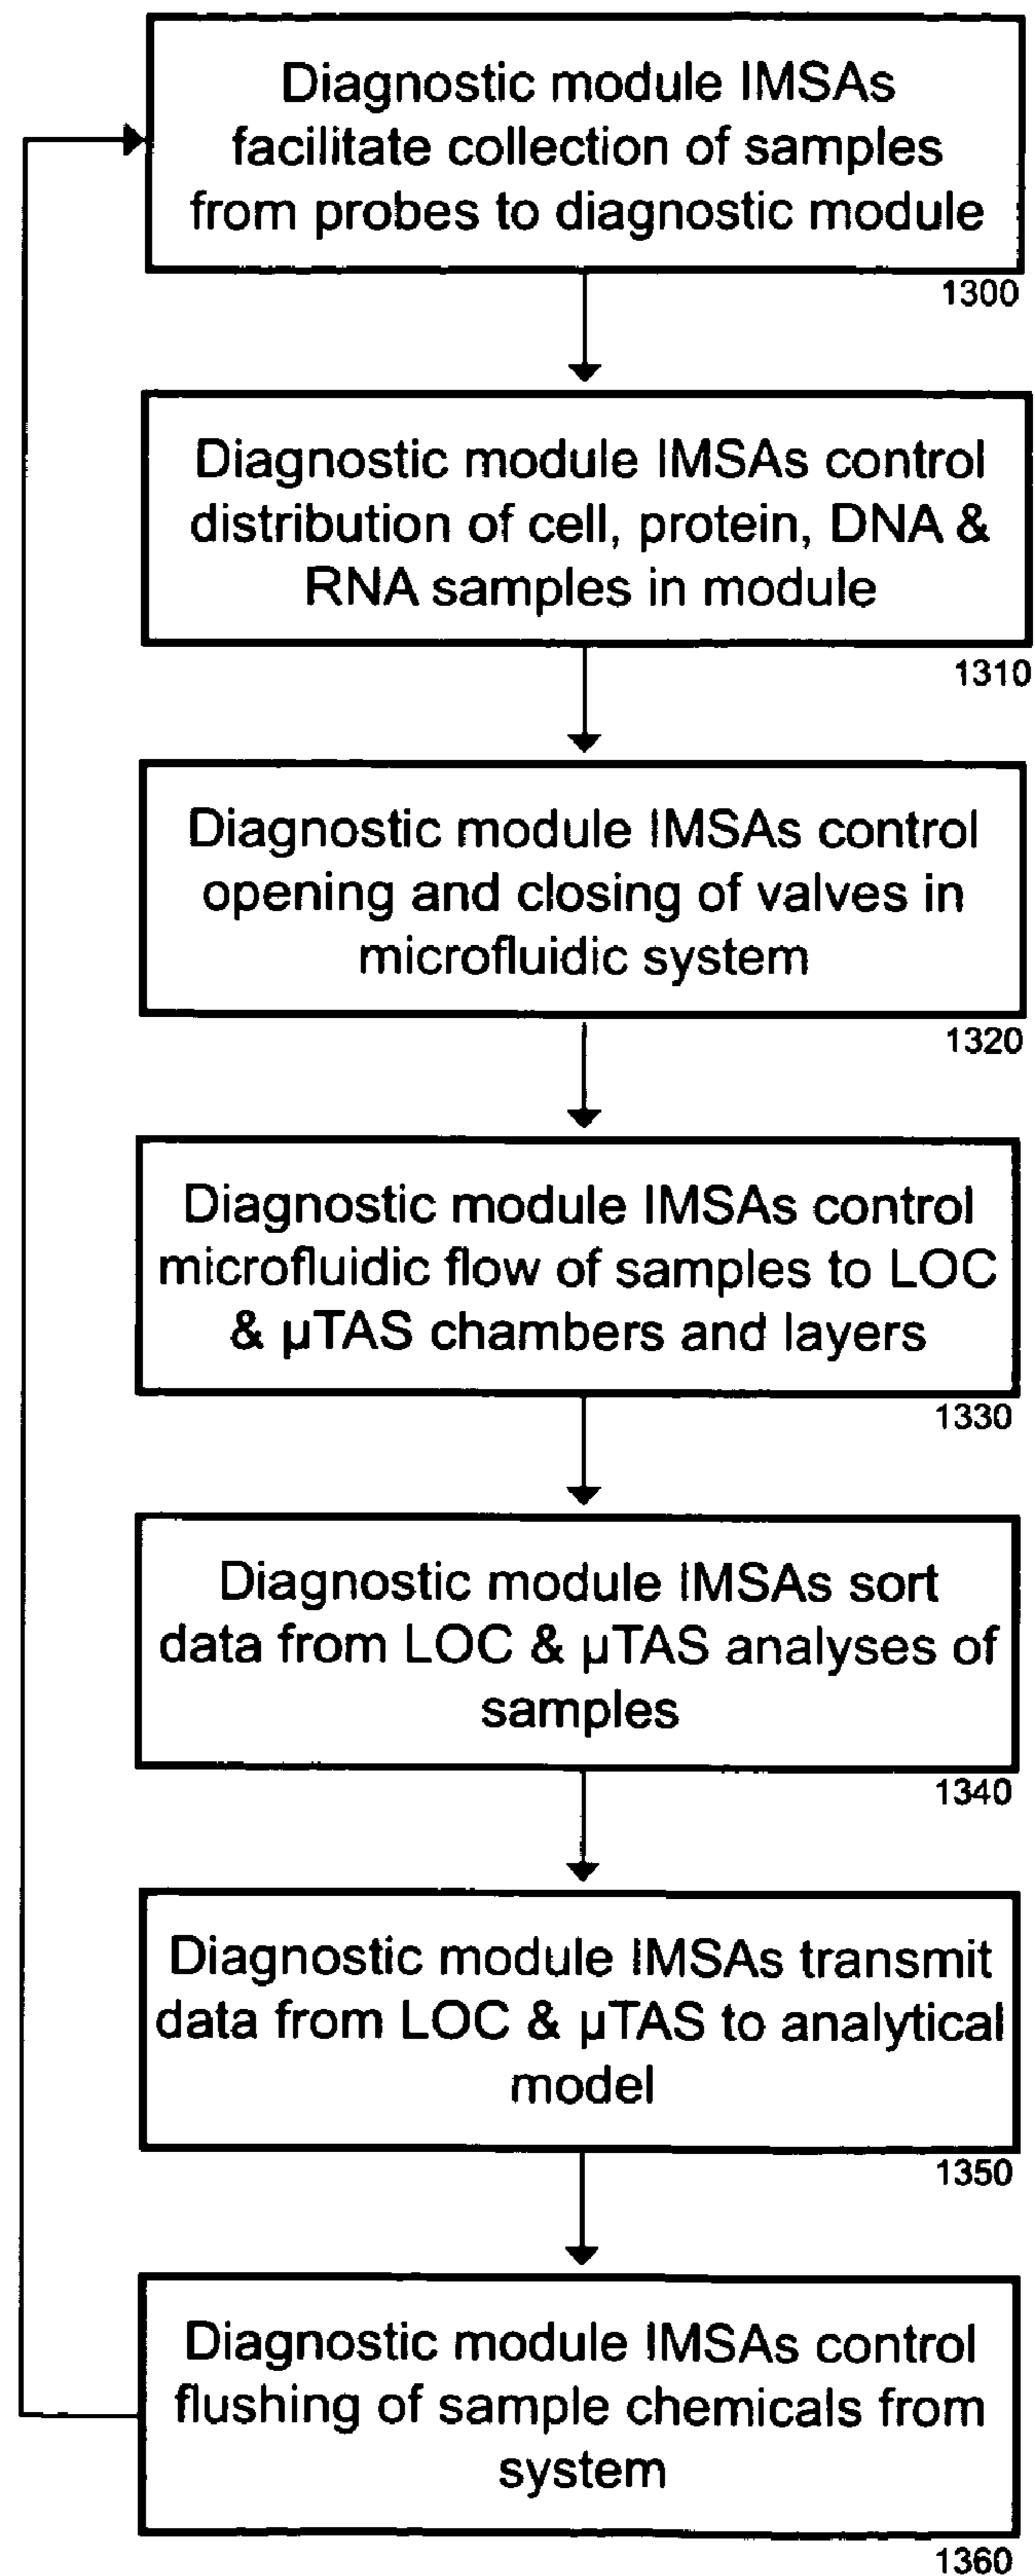 Diagnostic module IMSAs
facilitate collection of samples
from probes to diagnostic module
1300
Diagnostic module IMSAs control
distribution of cell, protein, DNA &
RNA samples in module
1310
Diagnostic module IMSAs control
opening and closing of valves in
microfluidic system
1320
Diagnostic module IMSAs control
microfluidic flow of samples to LOC
& µTAS chambers and layers
1330
Diagnostic module IMSAs sort
data from LOC & µTAS analyses of
samples
1340
Diagnostic module IMSAs transmit
data from LOC & µTAS to analytical
model
1350
Diagnostic module IMSAs control
flushing of sample chemicals from
system
1360